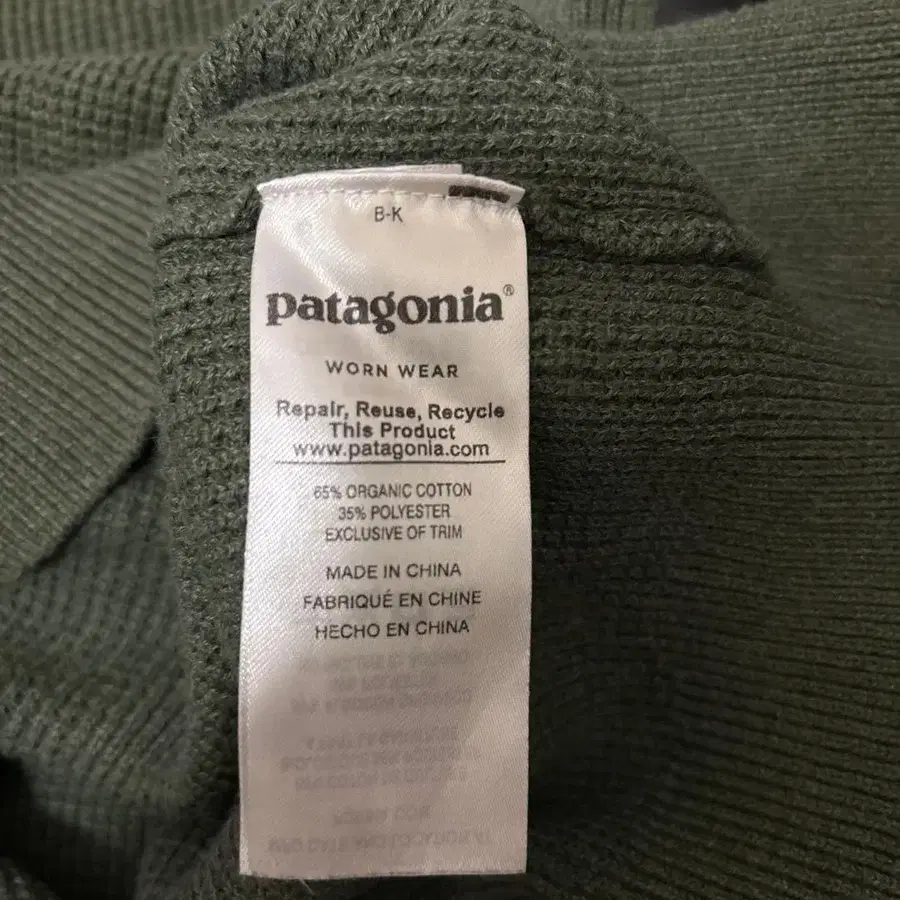 B-K
patagonia®
WORN WEAR
Repair, Reuse, Recycle
This Product
www.patagonia.com
65% ORGANIC COTTON
35% POLYESTER
EXCLUSIVE OF TRIM
MADE IN CHINA
FABRIQUÉ EN CHINE
HECHO EN CHINA